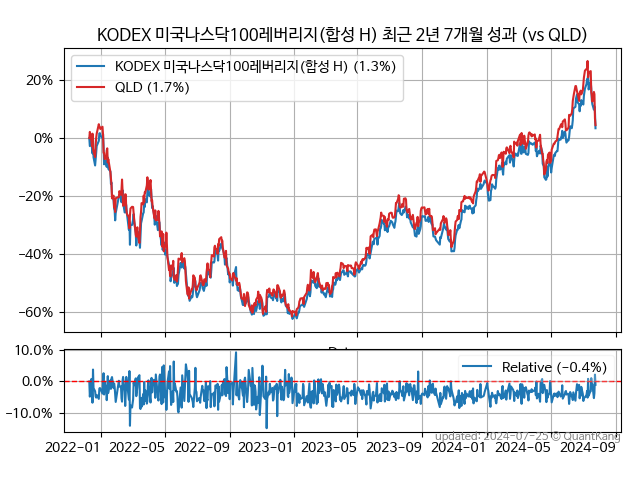 KODEX 미국나스닥100레버리지(합성 H) 최근 2년 7개월 성과 (vs QLD)
KODEX 미국나스닥100레버리지(합성 H) (1.3%)
QLD (1.7%)
20%
0%
−20%
−40%
−60%
10.0%
0.0%
−10.0%
Relative (−0.4%)
2022-01 2022-05 2022-09 2023-01 2023-05 2023-09 2024-01 2024-05 2024-09
updated: 2024-07-25 © QuantKang